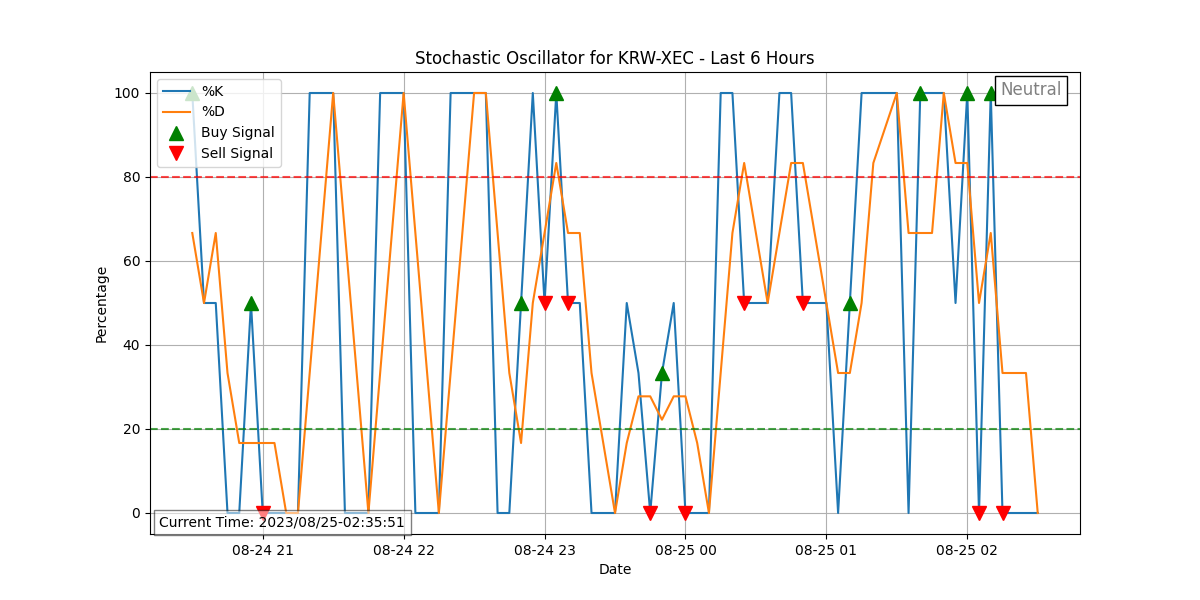 Stochastic Oscillator for KRW-XEC - Last 6 Hours
Neutral
%K
%D
Buy Signal
Sell Signal
100
80
60
40
20
0
Percentage
Current Time: 2023/08/25-02:35:51
08-24 21
08-24 22
08-24 23
08-25 00
08-25 01
08-25 02
Date